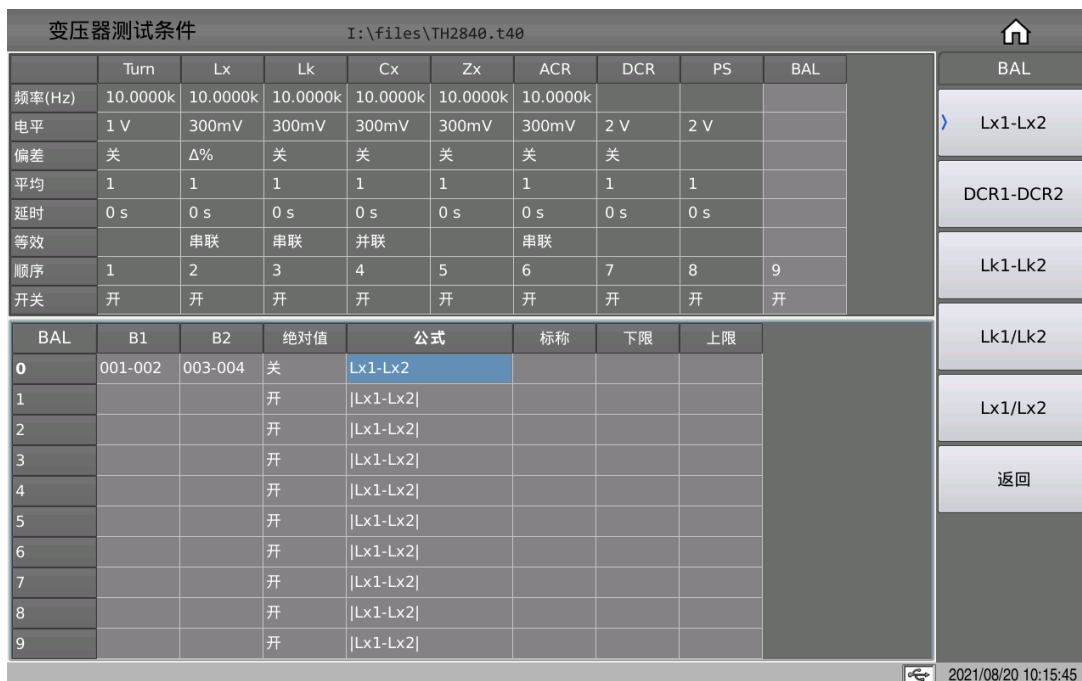 变压器测试条件 I:\files\TH2840.t40
Turn Lx Lk Cx Zx ACR DCR PS BAL
频率(Hz) 10.0000k 10.0000k 10.0000k 10.0000k 10.0000k 10.0000k
电平 1 V 300mV 300mV 300mV 300mV 300mV 2 V 2 V
偏差 关 Δ% 关 关 关 关 关
平均 1 1 1 1 1 1 1 1
延时 0 s 0 s 0 s 0 s 0 s 0 s 0 s 0 s
等效 串联 串联 并联 串联
顺序 1 2 3 4 5 6 7 8 9
开关 开 开 开 开 开 开 开 开 开
BAL B1 B2 绝对值 公式 标称 下限 上限
0 001-002 003-004 关 Lx1-Lx2
1 开 |Lx1-Lx2|
2 开 |Lx1-Lx2|
3 开 |Lx1-Lx2|
4 开 |Lx1-Lx2|
5 开 |Lx1-Lx2|
6 开 |Lx1-Lx2|
7 开 |Lx1-Lx2|
8 开 |Lx1-Lx2|
9 开 |Lx1-Lx2|
BAL
Lx1-Lx2
DCR1-DCR2
Lk1-Lk2
Lk1/Lk2
Lx1/Lx2
返回
2021/08/20 10:15:45